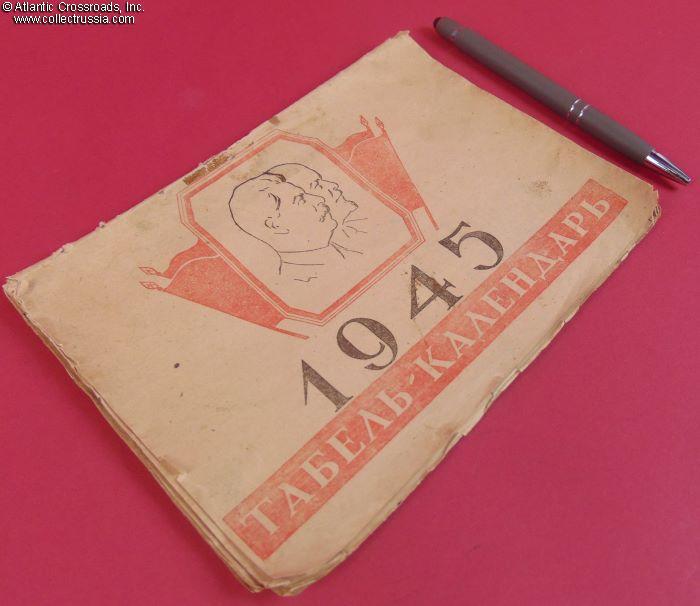 © Atlantic Crossroads, Inc.
www.collectrussia.com
1945
ТАБЕЛЬ-КАЛЕНДАРЬ